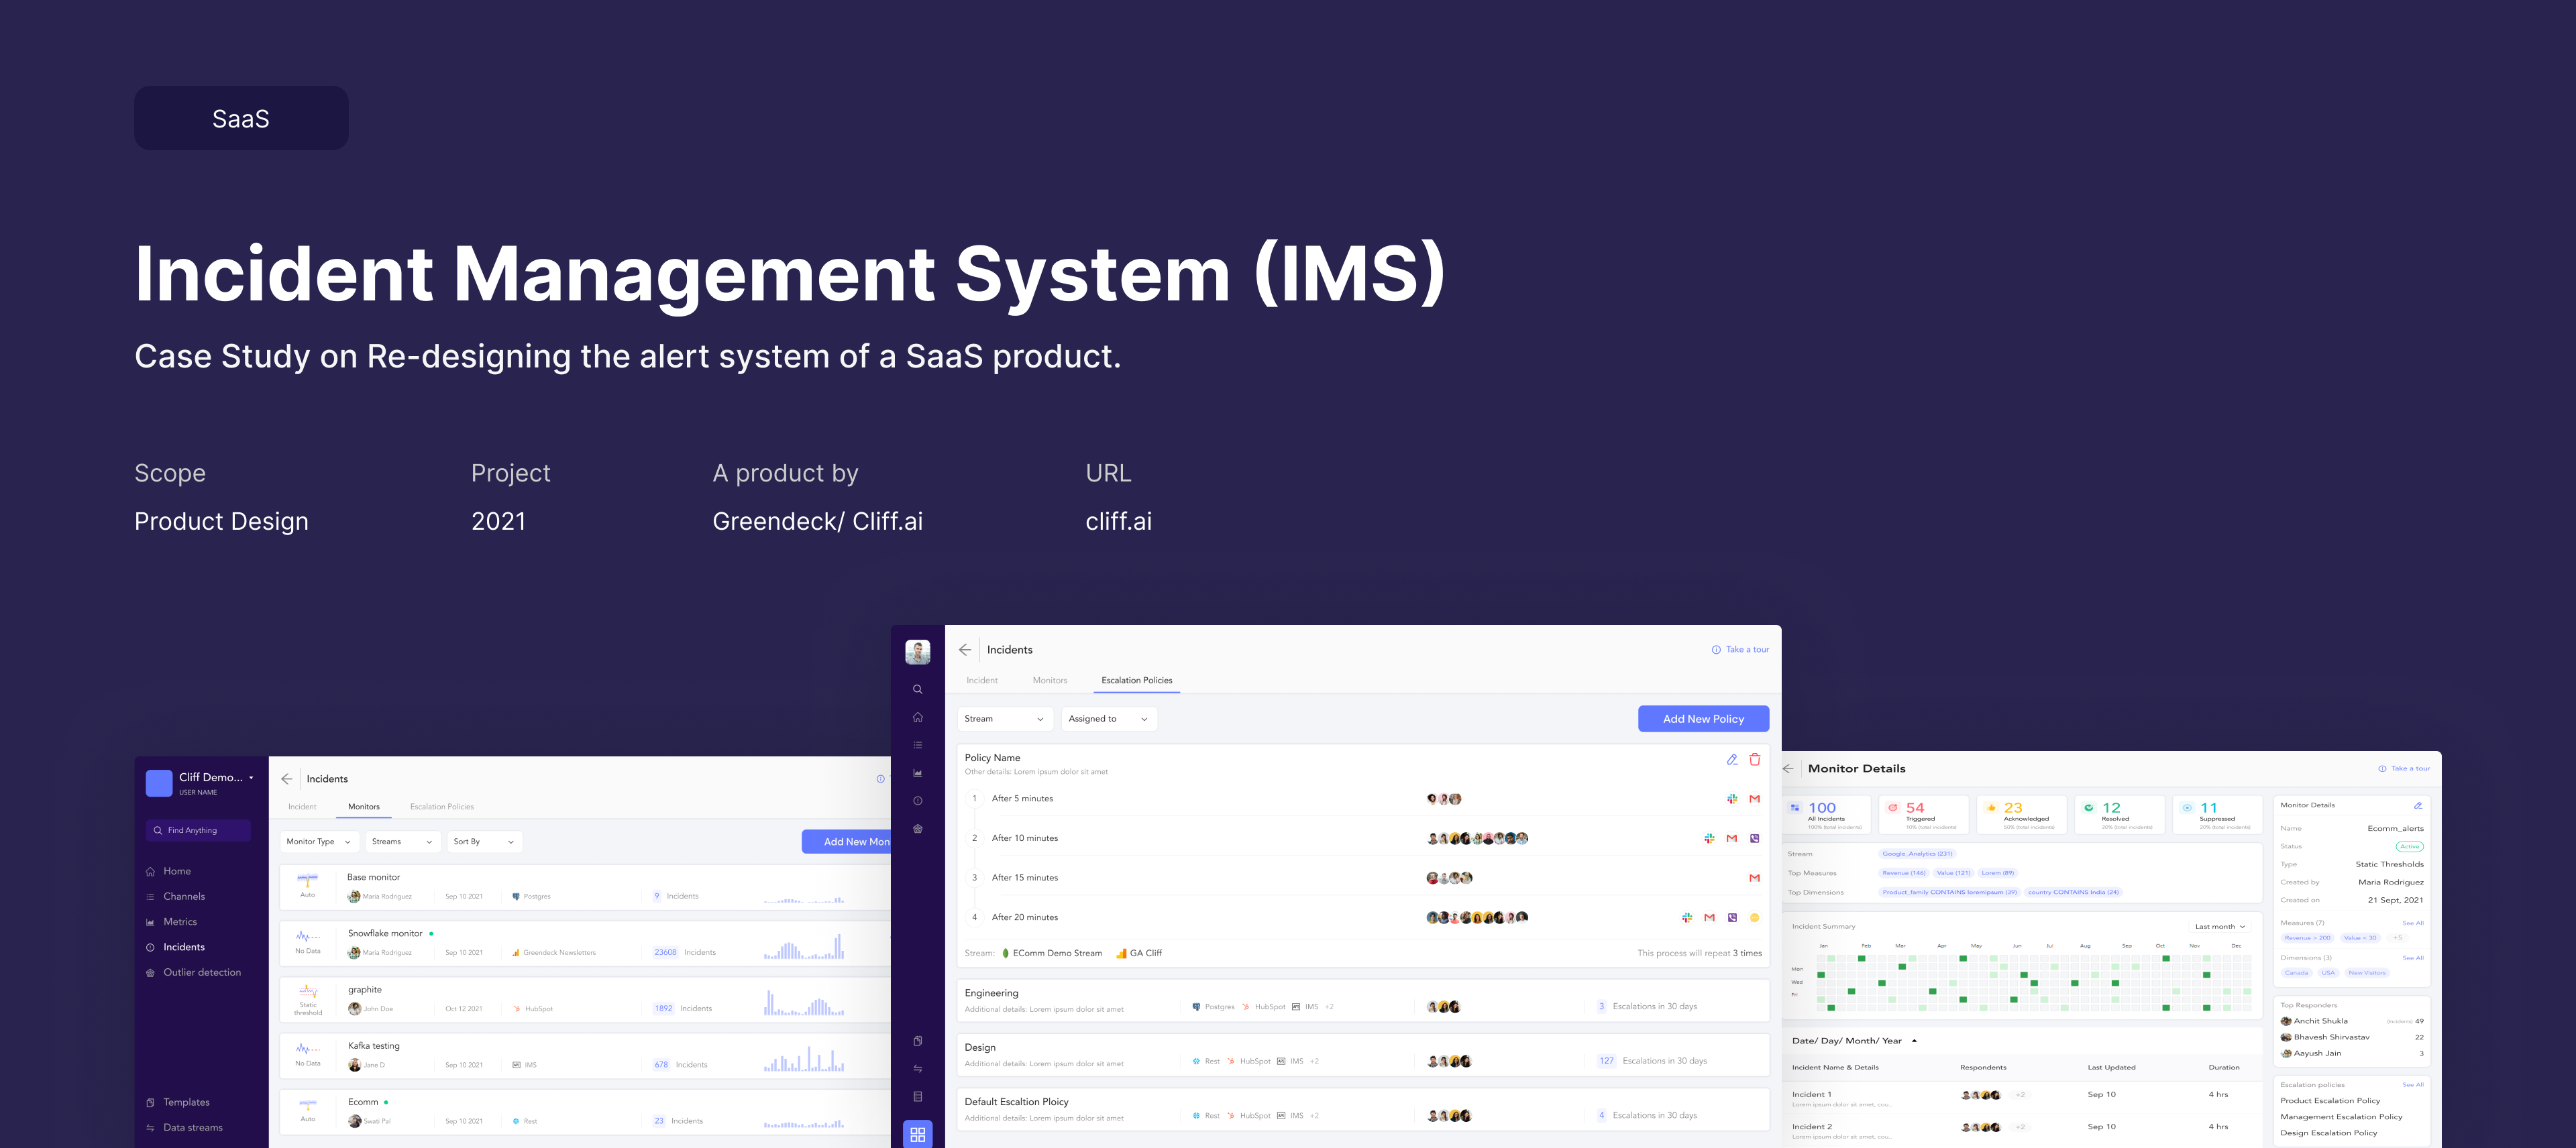 SaaS
Incident Management System (IMS)
Case Study on Re-designing the alert system of a SaaS product.
Scope
Product Design
Project
2021
A product by
Greendeck/ Cliff.ai
URL
cliff.ai
Cliff Demo...
USER NAME
Find Anything
Home
Channels
Metrics
Incidents
Outlier detection
Templates
Data streams
Incidents
Incident Monitors Escalation Policies
Monitor Type Streams Sort By
Add New Mon
Base monitor
Auto
Maria Rodriguez Sep 10 2021 Postgres 9 Incidents
Snowflake monitor
No Data
Maria Rodriguez Sep 10 2021 Greendeck Newsletters 23608 Incidents
graphite
Static
threshold
John Doe Oct 12 2021 HubSpot 1892 Incidents
Kafka testing
No Data
Jane D Sep 10 2021 IMS 678 Incidents
Ecomm
Auto
Swati Pal Sep 10 2021 Rest 23 Incidents
Incidents
Take a tour
Incident Monitors Escalation Policies
Stream Assigned to
Add New Policy
Policy Name
Other details: Lorem ipsum dolor sit amet
1 After 5 minutes
2 After 10 minutes
3 After 15 minutes
4 After 20 minutes
Stream: EComm Demo Stream GA Cliff
This process will repeat 3 times
Engineering
Additional details: Lorem ipsum dolor sit amet
Postgres HubSpot IMS +2
3 Escalations in 30 days
Design
Additional details: Lorem ipsum dolor sit amet
Rest HubSpot IMS +2
127 Escalations in 30 days
Default Escaltion Ploicy
Additional details: Lorem ipsum dolor sit amet
Rest HubSpot IMS +2
4 Escalations in 30 days
Monitor Details
Take a tour
100
All Incidents
100% (total incidents)
54
Triggered
10% (total incidents)
23
Acknowledged
50% (total incidents)
12
Resolved
20% (total incidents)
11
Suppressed
20% (total incidents)
Stream Google_Analytics (231)
Top Measures Revenue (146) Value (121) Lorem (89)
Top Dimensions Product_family CONTAINS loremipsum (39) country CONTAINS India (24)
Incident Summary
Last month
Jan Feb Mar Apr May Jun Jul Aug Sep Oct Nov Dec
Mon
Wed
Fri
Date/ Day/ Month/ Year
Incident Name & Details Respondents Last Updated Duration
Incident 1
Lorem ipsum dolor sit amet, cou...
+2 Sep 10 4 hrs
Incident 2
Lorem ipsum dolor sit amet, cou...
+2 Sep 10 4 hrs
Monitor Details
Name Ecomm_alerts
Status Active
Type Static Thresholds
Created by Maria Rodriguez
Created on 21 Sept, 2021
Measures (7) See All
Revenue > 200 Value < 30 +5
Dimensions (3) See All
Canada USA New Visitors
Top Responders
Anchit Shukla Incidents 49
Bhavesh Shirvastav 22
Aayush Jain 3
Escalation policies See All
Product Escalation Policy
Management Escalation Policy
Design Escalation Policy